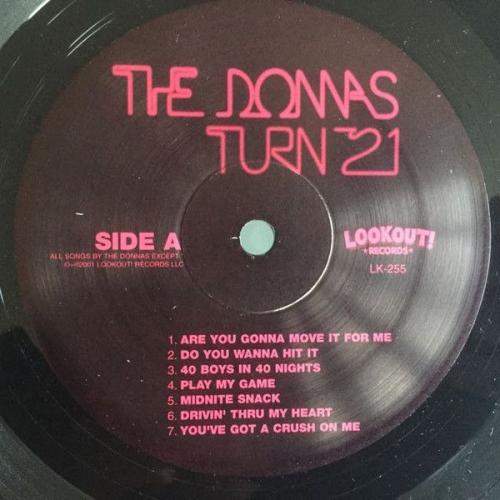 THE DONNAS
TURN 21
SIDE A
ALL SONGS BY THE DONNAS EXCEPT
©+℗2001 LOOKOUT! RECORDS LLC
LOOKOUT!
RECORDS
LK-255
1. ARE YOU GONNA MOVE IT FOR ME
2. DO YOU WANNA HIT IT
3. 40 BOYS IN 40 NIGHTS
4. PLAY MY GAME
5. MIDNITE SNACK
6. DRIVIN' THRU MY HEART
7. YOU'VE GOT A CRUSH ON ME